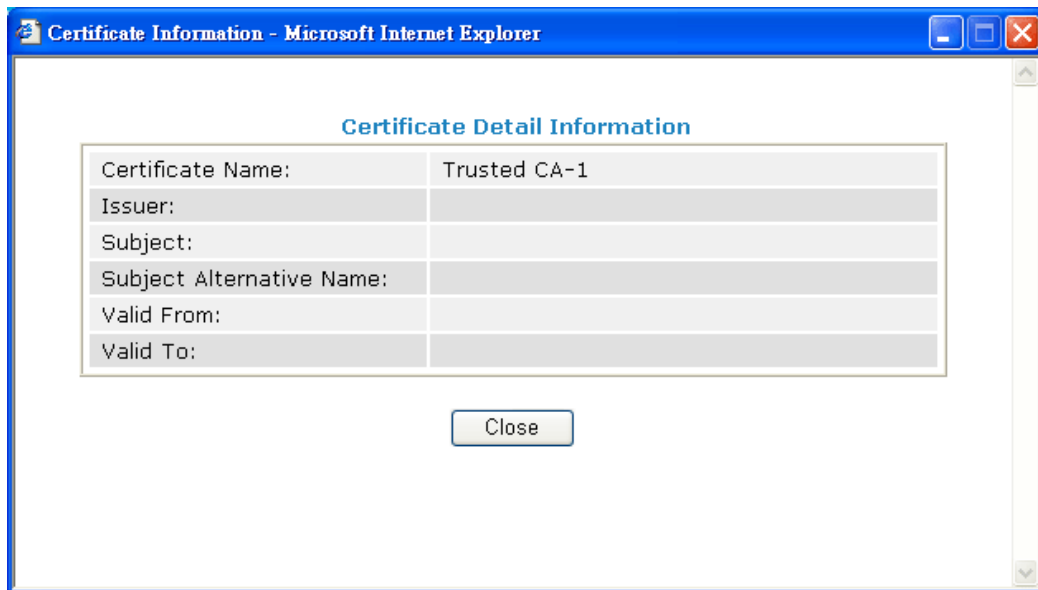 Certificate Information - Microsoft Internet Explorer
Certificate Detail Information
Certificate Name: Trusted CA-1
Issuer:
Subject:
Subject Alternative Name:
Valid From:
Valid To:
Close